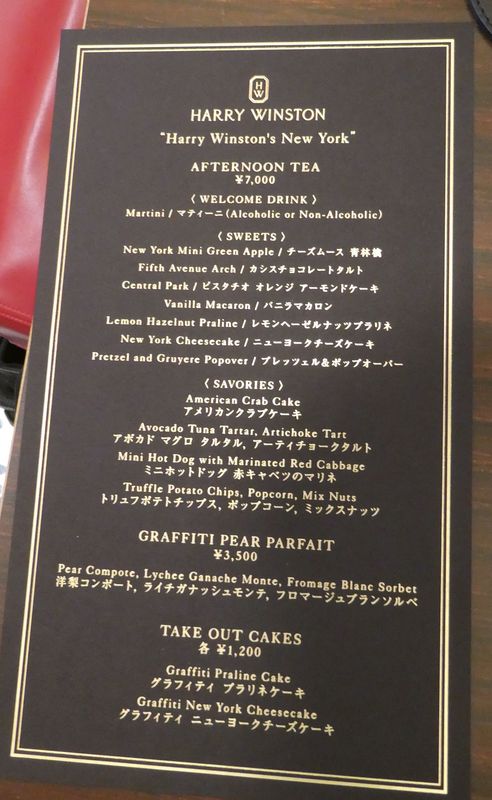 HW
HARRY WINSTON
"Harry Winston's New York"
AFTERNOON TEA
¥7,000
〈 WELCOME DRINK 〉
Martini / マティーニ (Alcoholic or Non-Alcoholic)
〈 SWEETS 〉
New York Mini Green Apple / チーズムース 青林檎
Fifth Avenue Arch / カシスチョコレートタルト
Central Park / ピスタチオ オレンジ アーモンドケーキ
Vanilla Macaron / バニラマカロン
Lemon Hazelnut Praline / レモンヘーゼルナッツプラリネ
New York Cheesecake / ニューヨークチーズケーキ
Pretzel and Gruyere Popover / プレッツェル&ポップオーバー
〈 SAVORIES 〉
American Crab Cake
アメリカンクラブケーキ
Avocado Tuna Tartar, Artichoke Tart
アボカド マグロ タルタル, アーティチョークタルト
Mini Hot Dog with Marinated Red Cabbage
ミニホットドッグ 赤キャベツのマリネ
Truffle Potato Chips, Popcorn, Mix Nuts
トリュフポテトチップス, ポップコーン, ミックスナッツ
GRAFFITI PEAR PARFAIT
¥3,500
Pear Compote, Lychee Ganache Monte, Fromage Blanc Sorbet
洋梨コンポート, ライチガナッシュモンテ, フロマージュブランソルベ
TAKE OUT CAKES
各 ¥1,200
Graffiti Praline Cake
グラフィティ プラリネケーキ
Graffiti New York Cheesecake
グラフィティ ニューヨークチーズケーキ